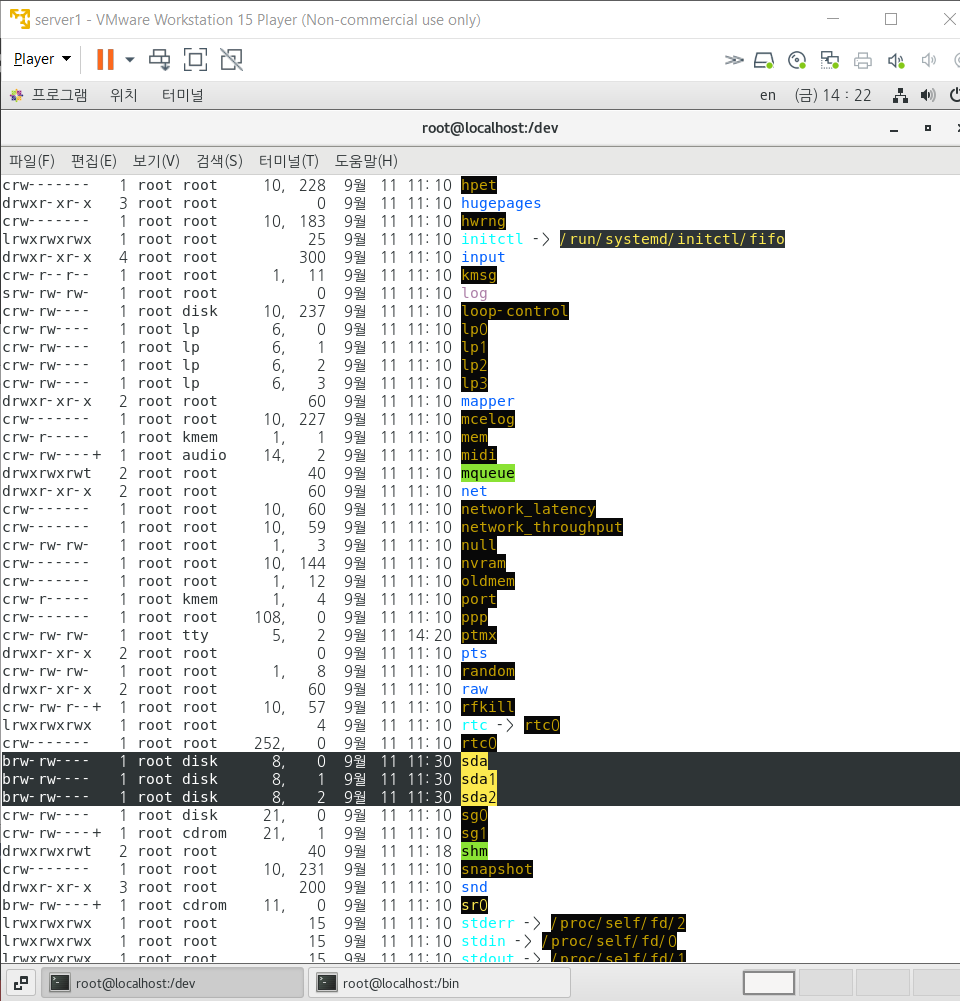 server1 - VMware Workstation 15 Player (Non-commercial use only)
Player
프로그램 위치 터미널 en (금) 14 : 22
root@localhost:/dev
파일(F) 편집(E) 보기(V) 검색(S) 터미널(T) 도움말(H)
crw------- 1 root root 10, 228 9월 11 11:10 hpet
drwxr-xr-x 3 root root 0 9월 11 11:10 hugepages
crw------- 1 root root 10, 183 9월 11 11:10 hwrng
lrwxrwxrwx 1 root root 25 9월 11 11:10 initctl -> /run/systemd/initctl/fifo
drwxr-xr-x 4 root root 300 9월 11 11:10 input
crw-r--r-- 1 root root 1, 11 9월 11 11:10 kmsg
srw-rw-rw- 1 root root 0 9월 11 11:10 log
crw-rw---- 1 root disk 10, 237 9월 11 11:10 loop-control
crw-rw---- 1 root lp 6, 0 9월 11 11:10 lp0
crw-rw---- 1 root lp 6, 1 9월 11 11:10 lp1
crw-rw---- 1 root lp 6, 2 9월 11 11:10 lp2
crw-rw---- 1 root lp 6, 3 9월 11 11:10 lp3
drwxr-xr-x 2 root root 60 9월 11 11:10 mapper
crw------- 1 root root 10, 227 9월 11 11:10 mcelog
crw-r----- 1 root kmem 1, 1 9월 11 11:10 mem
crw-rw----+ 1 root audio 14, 2 9월 11 11:10 midi
drwxrwxrwt 2 root root 40 9월 11 11:10 mqueue
drwxr-xr-x 2 root root 60 9월 11 11:10 net
crw------- 1 root root 10, 60 9월 11 11:10 network_latency
crw------- 1 root root 10, 59 9월 11 11:10 network_throughput
crw-rw-rw- 1 root root 1, 3 9월 11 11:10 null
crw------- 1 root root 10, 144 9월 11 11:10 nvram
crw------- 1 root root 1, 12 9월 11 11:10 oldmem
crw-r----- 1 root kmem 1, 4 9월 11 11:10 port
crw------- 1 root root 108, 0 9월 11 11:10 ppp
crw-rw-rw- 1 root tty 5, 2 9월 11 14:20 ptmx
drwxr-xr-x 2 root root 0 9월 11 11:10 pts
crw-rw-rw- 1 root root 1, 8 9월 11 11:10 random
drwxr-xr-x 2 root root 60 9월 11 11:10 raw
crw-rw-r--+ 1 root root 10, 57 9월 11 11:10 rfkill
lrwxrwxrwx 1 root root 4 9월 11 11:10 rtc -> rtc0
crw------- 1 root root 252, 0 9월 11 11:10 rtc0
brw-rw---- 1 root disk 8, 0 9월 11 11:30 sda
brw-rw---- 1 root disk 8, 1 9월 11 11:30 sda1
brw-rw---- 1 root disk 8, 2 9월 11 11:30 sda2
crw-rw---- 1 root disk 21, 0 9월 11 11:10 sg0
crw-rw----+ 1 root cdrom 21, 1 9월 11 11:10 sg1
drwxrwxrwt 2 root root 40 9월 11 11:18 shm
crw------- 1 root root 10, 231 9월 11 11:10 snapshot
drwxr-xr-x 3 root root 200 9월 11 11:10 snd
brw-rw----+ 1 root cdrom 11, 0 9월 11 11:10 sr0
lrwxrwxrwx 1 root root 15 9월 11 11:10 stderr -> /proc/self/fd/2
lrwxrwxrwx 1 root root 15 9월 11 11:10 stdin -> /proc/self/fd/0
lrwxrwxrwx 1 root root 15 9월 11 11:10 stdout -> /proc/self/fd/1
root@localhost:/dev root@localhost:/bin